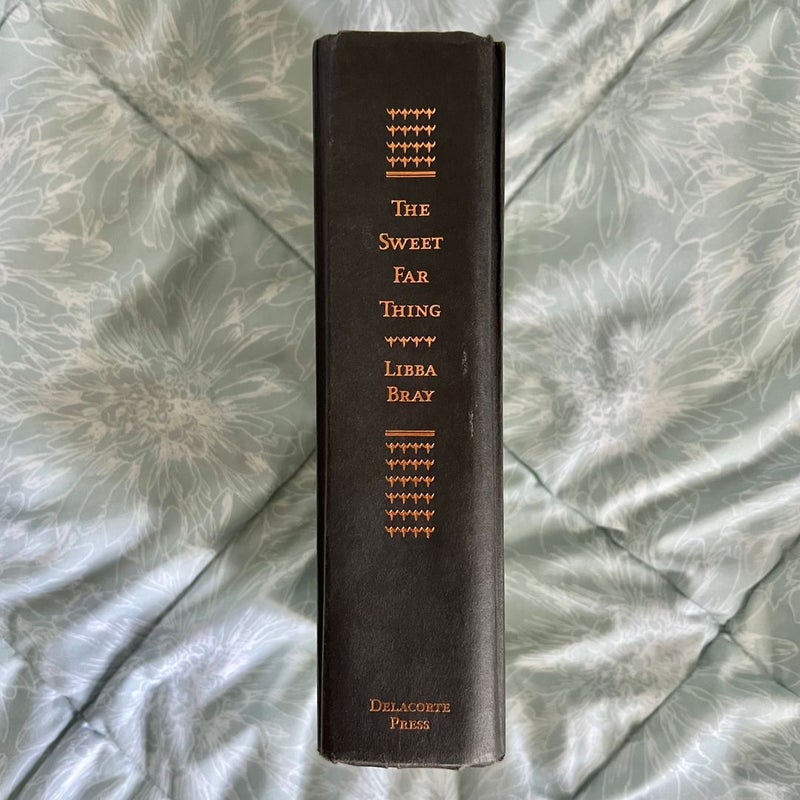 The
Sweet
Far
Thing
Libba
Bray
Delacorte
Press